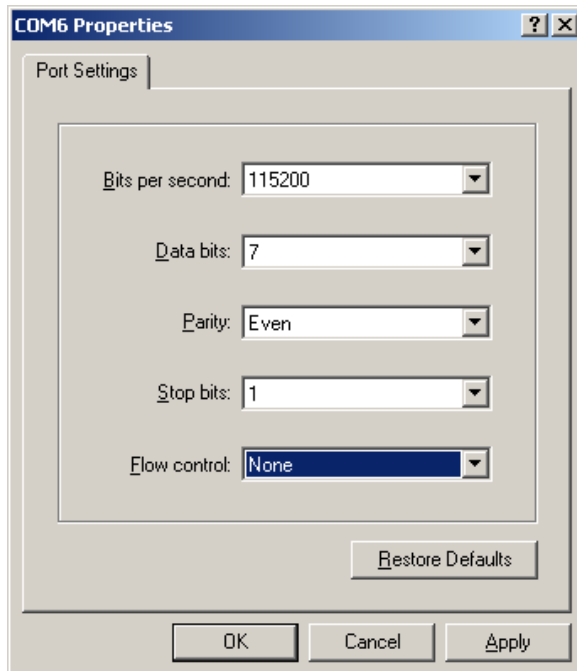 COM6 Properties
Port Settings
Bits per second: 115200
Data bits: 7
Parity: Even
Stop bits: 1
Flow control: None
Restore Defaults
OK Cancel Apply